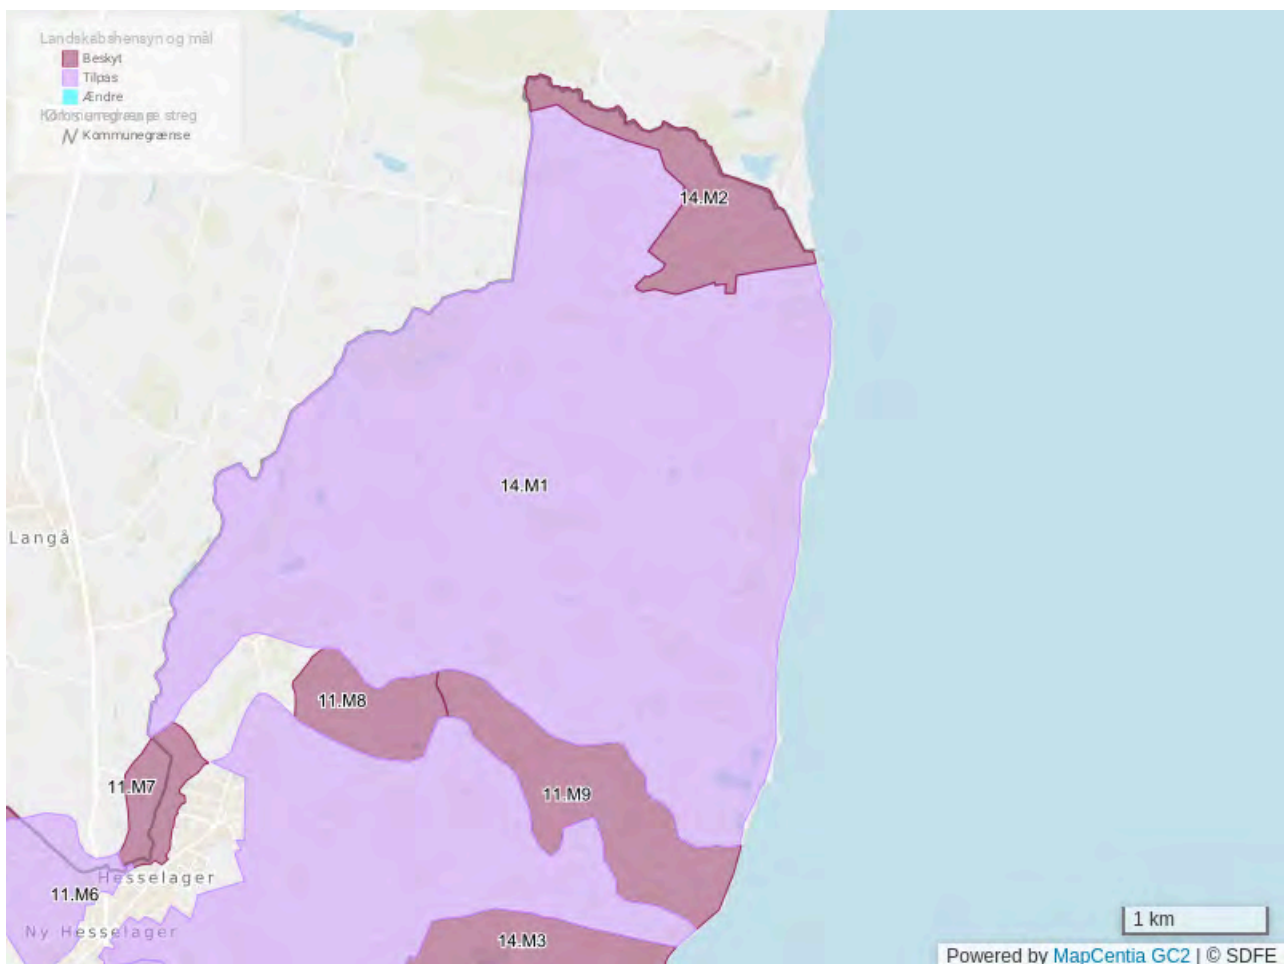 Landskabshensyn og mål
Beskyt
Tilpas
Ændre
streg
Kommunegrænse
14.M2
14.M1
Langå
11.M8
11.M7
11.M9
Hesselager
11.M6
Ny Hesselager
14.M3
1 km
Powered by MapCentia GC2 | © SDFE